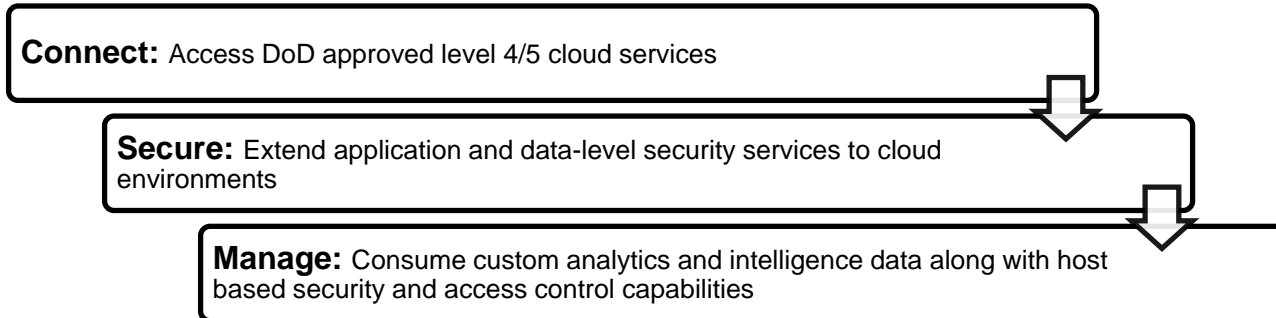 Connect: Access DoD approved level 4/5 cloud services
Secure: Extend application and data-level security services to cloud
environments
Manage: Consume custom analytics and intelligence data along with host
based security and access control capabilities